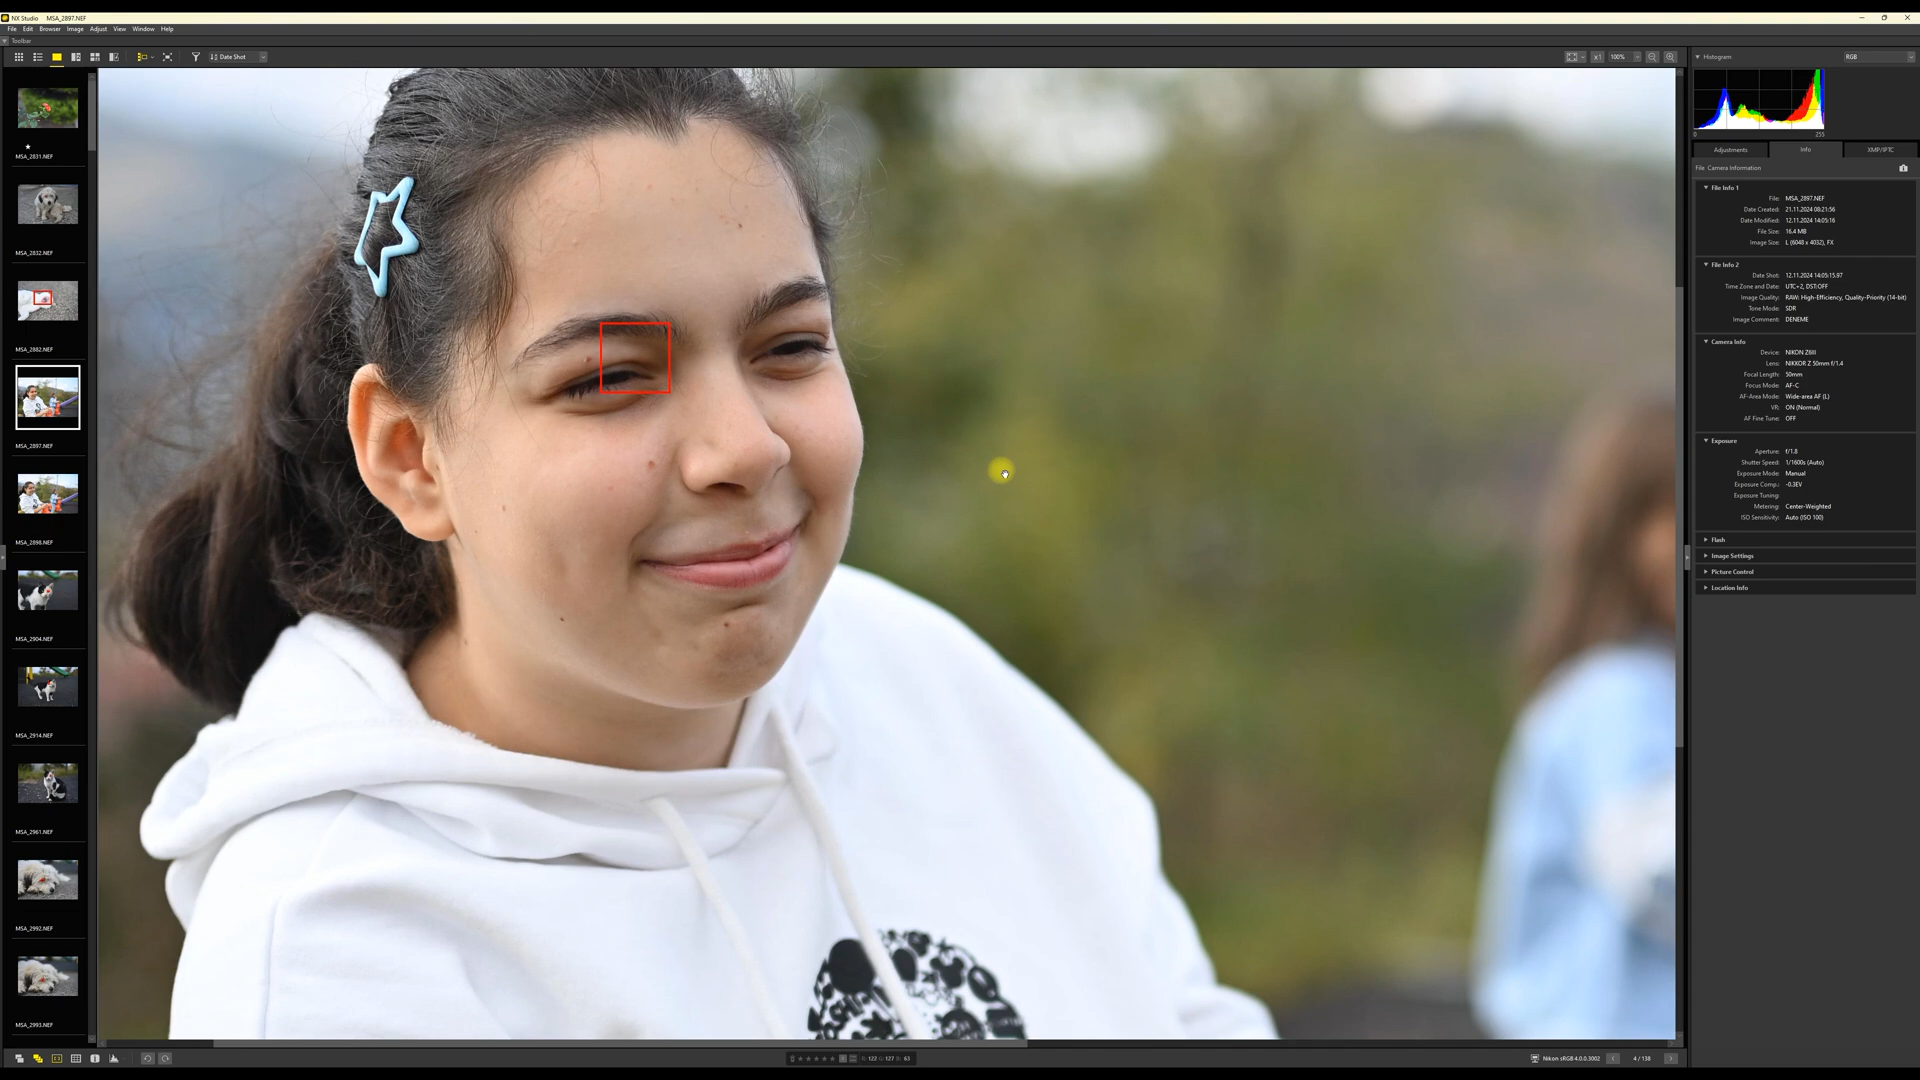 NX Studio MSA_2897.NEF
File Edit Browser Image Adjust View Window Help
Toolbar
Date Shot
100%
MSA_2831.NEF
MSA_2832.NEF
MSA_2882.NEF
MSA_2897.NEF
MSA_2898.NEF
MSA_2904.NEF
MSA_2914.NEF
MSA_2961.NEF
MSA_2992.NEF
MSA_2993.NEF
Histogram RGB
0 255
Adjustments Info XMP/IPTC
File Camera Information
File Info 1
File: MSA_2897.NEF
Date Created: 21.11.2024 08:21:56
Date Modified: 12.11.2024 14:05:16
File Size: 16.4 MB
Image Size: L (6048 x 4032), FX
File Info 2
Date Shot: 12.11.2024 14:05:15.97
Time Zone and Date: UTC+2, DST:OFF
Image Quality: RAW: High-Efficiency, Quality-Priority (14-bit)
Tone Mode: SDR
Image Comment: DENEME
Camera Info
Device: NIKON Z6III
Lens: NIKKOR Z 50mm f/1.4
Focal Length: 50mm
Focus Mode: AF-C
AF-Area Mode: Wide-area AF (L)
VR: ON (Normal)
AF Fine Tune: OFF
Exposure
Aperture: f/1.8
Shutter Speed: 1/1600s (Auto)
Exposure Mode: Manual
Exposure Comp.: -0.3EV
Exposure Tuning:
Metering: Center-Weighted
ISO Sensitivity: Auto (ISO 100)
Flash
Image Settings
Picture Control
Location Info
122 127 63
Nikon sRGB 4.0.0.3002
4 / 138